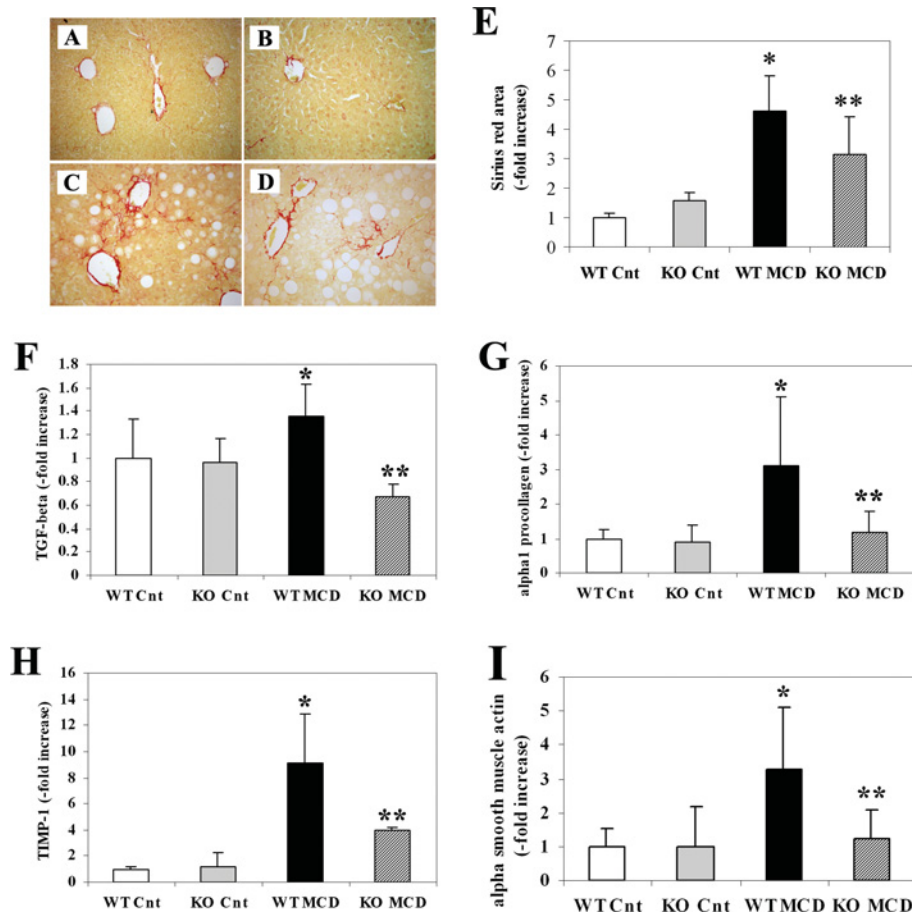 A
B
C
D
E
Sirius red area
(-fold increase)
7
6
5
4
3
2
1
0
*
**
WT Cnt KO Cnt WT MCD KO MCD
F
TGF-beta (-fold increase)
1.8
1.6
1.4
1.2
1
0.8
0.6
0.4
0.2
0
*
**
WT Cnt KO Cnt WT MCD KO MCD
G
alpha1 procollagen (-fold increase)
6
5
4
3
2
1
0
*
**
WT Cnt KO Cnt WT MCD KO MCD
H
TIMP-1 (-fold increase)
16
14
12
10
8
6
4
2
0
*
**
WT Cnt KO Cnt WT MCD KO MCD
I
alpha smooth muscle actin
(-fold increase)
6
5
4
3
2
1
0
*
**
WT Cnt KO Cnt WT MCD KO MCD